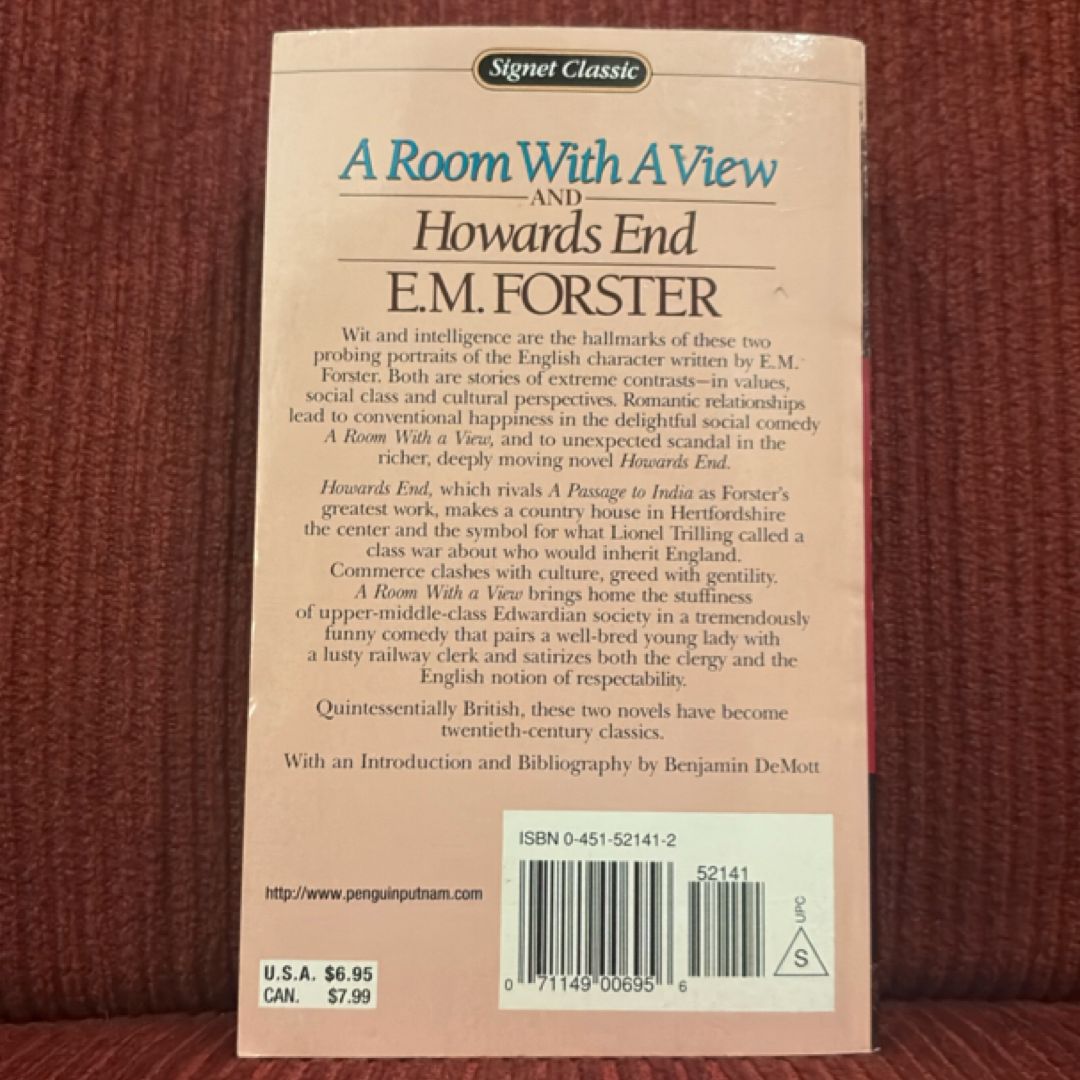 Signet Classic
A Room With A View
AND
Howards End
E.M. FORSTER
Wit and intelligence are the hallmarks of these two
probing portraits of the English character written by E.M.
Forster. Both are stories of extreme contrasts—in values,
social class and cultural perspectives. Romantic relationships
lead to conventional happiness in the delightful social comedy
A Room With a View, and to unexpected scandal in the
richer, deeply moving novel Howards End.
Howards End, which rivals A Passage to India as Forster's
greatest work, makes a country house in Hertfordshire
the center and the symbol for what Lionel Trilling called a
class war about who would inherit England.
Commerce clashes with culture, greed with gentility.
A Room With a View brings home the stuffiness
of upper-middle-class Edwardian society in a tremendously
funny comedy that pairs a well-bred young lady with
a lusty railway clerk and satirizes both the clergy and the
English notion of respectability.
Quintessentially British, these two novels have become
twentieth-century classics.
With an Introduction and Bibliography by Benjamin DeMott
ISBN 0-451-52141-2
52141
http://www.penguinputnam.com
UPC
S
U.S.A. $6.95
CAN. $7.99
0 71149 00695 6